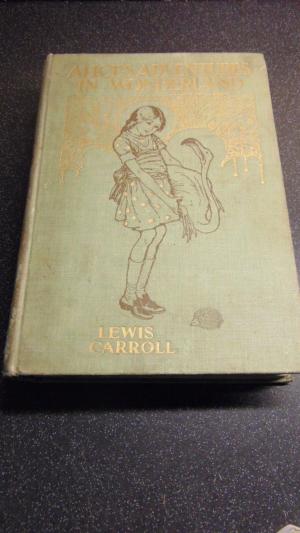 ALICE'S ADVENTURES
IN WONDERLAND
LEWIS
CARROLL